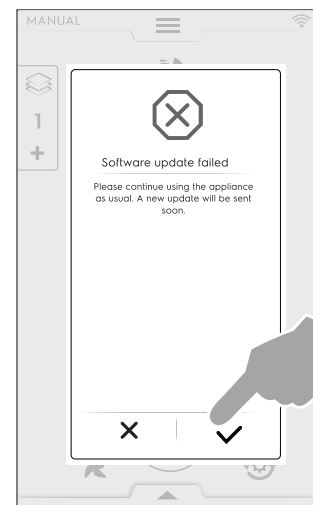 MANUAL
1
+
Software update failed
Please continue using the appliance
as usual. A new update will be sent
soon.